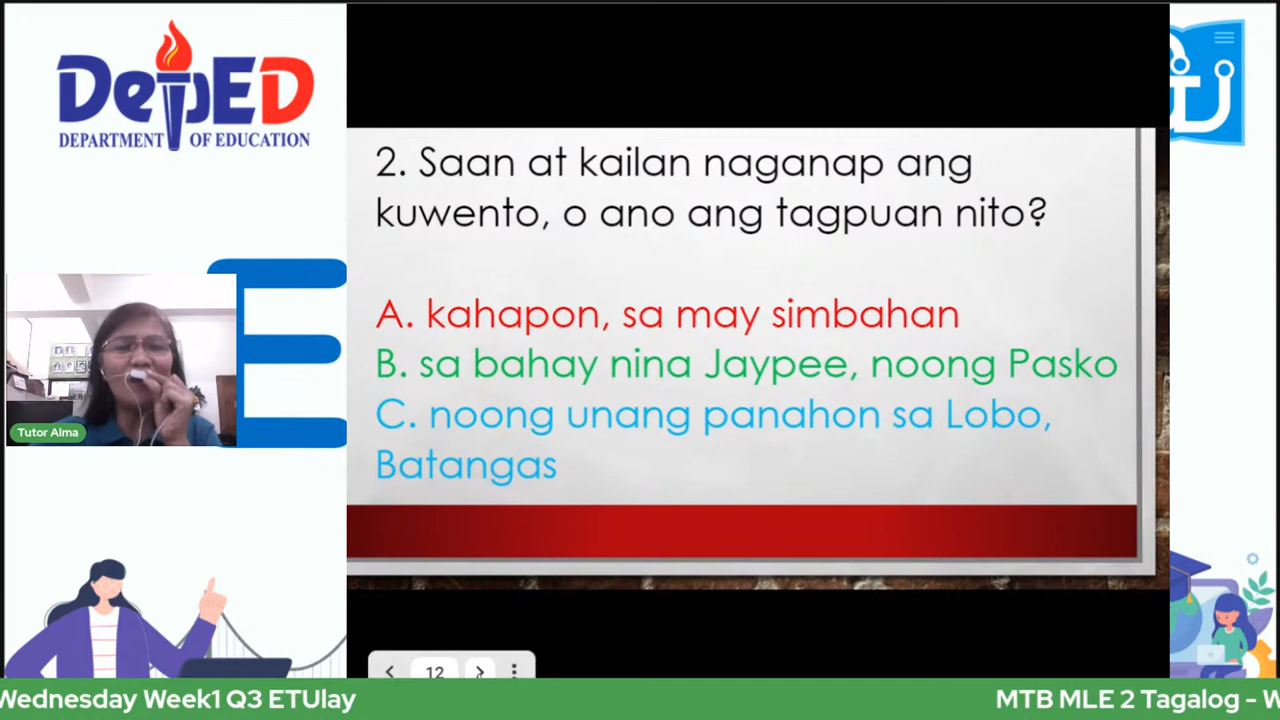 DepED
DEPARTMENT OF EDUCATION
2. Saan at kailan naganap ang
kuwento, o ano ang tagpuan nito?
A. kahapon, sa may simbahan
B. sa bahay nina Jaypee, noong Pasko
C. noong unang panahon sa Lobo,
Batangas
E
Tutor Alma
12
Wednesday Week1 Q3 ETUlay
MTB MLE 2 Tagalog - W